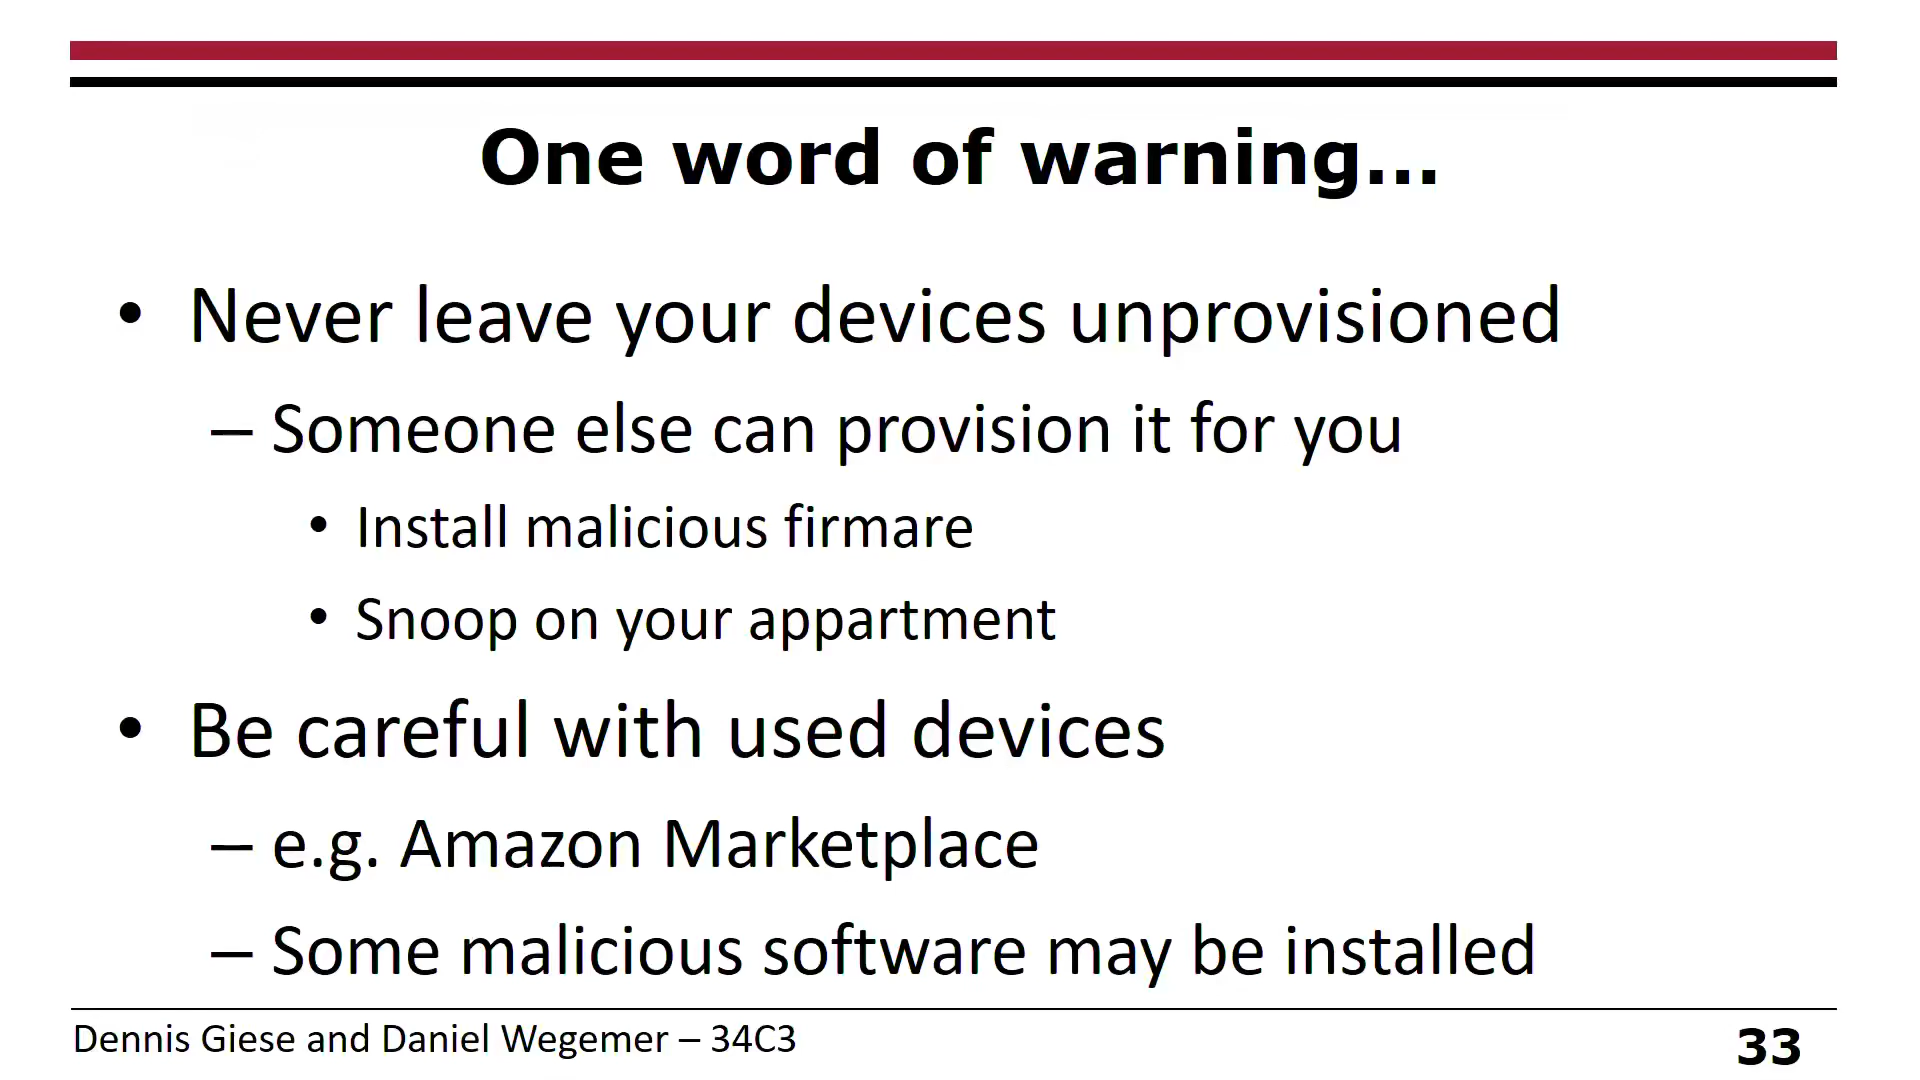 One word of warning...
• Never leave your devices unprovisioned
– Someone else can provision it for you
• Install malicious firmare
• Snoop on your appartment
• Be careful with used devices
– e.g. Amazon Marketplace
– Some malicious software may be installed
Dennis Giese and Daniel Wegemer – 34C3
33